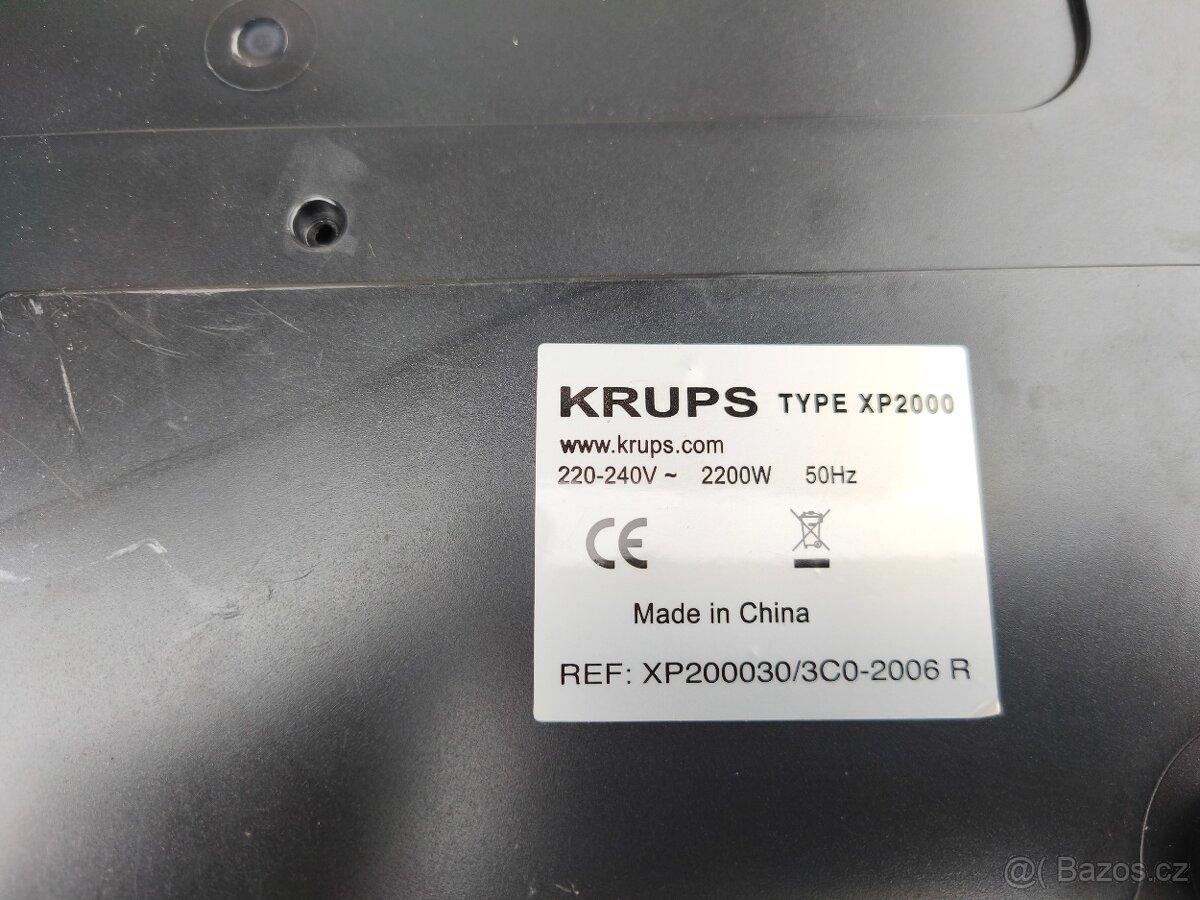 KRUPS TYPE XP2000
www.krups.com
220-240V ~ 2200W 50Hz
CE
Made in China
REF: XP200030/3C0-2006 R
@( Bazos.cz